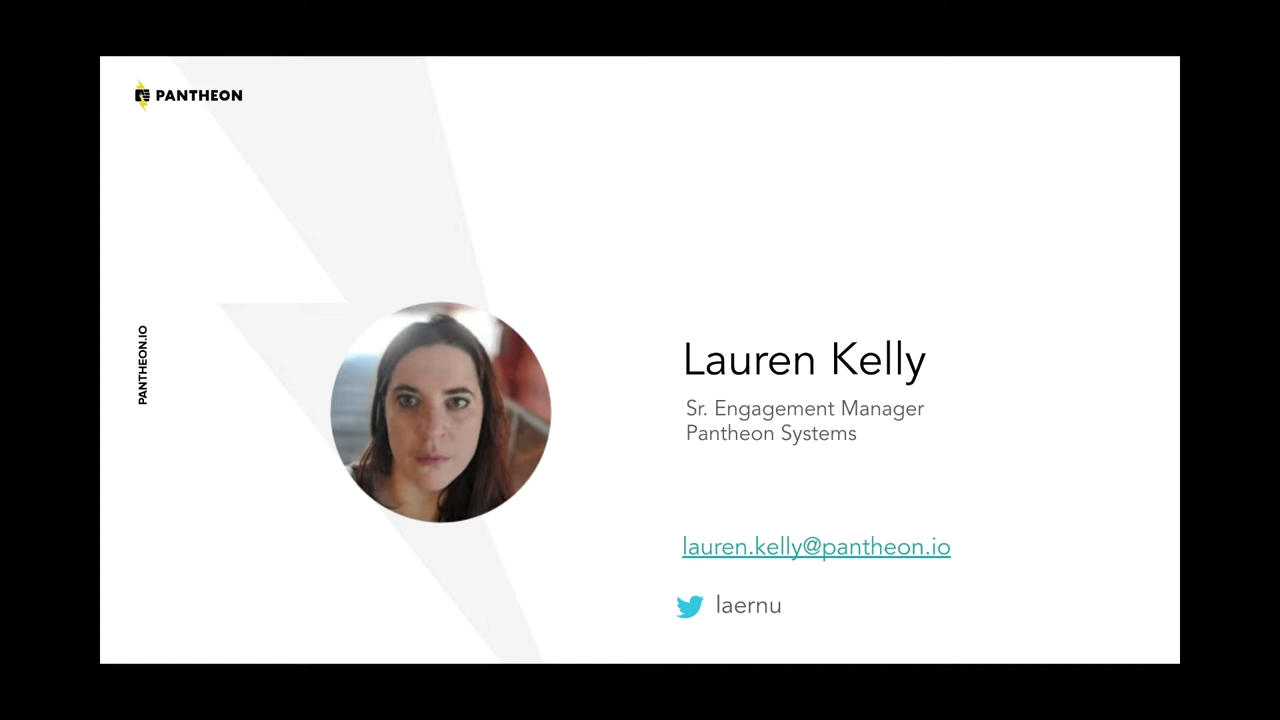 PANTHEON
PANTHEON.IO
Lauren Kelly
Sr. Engagement Manager
Pantheon Systems
lauren.kelly@pantheon.io
laernu